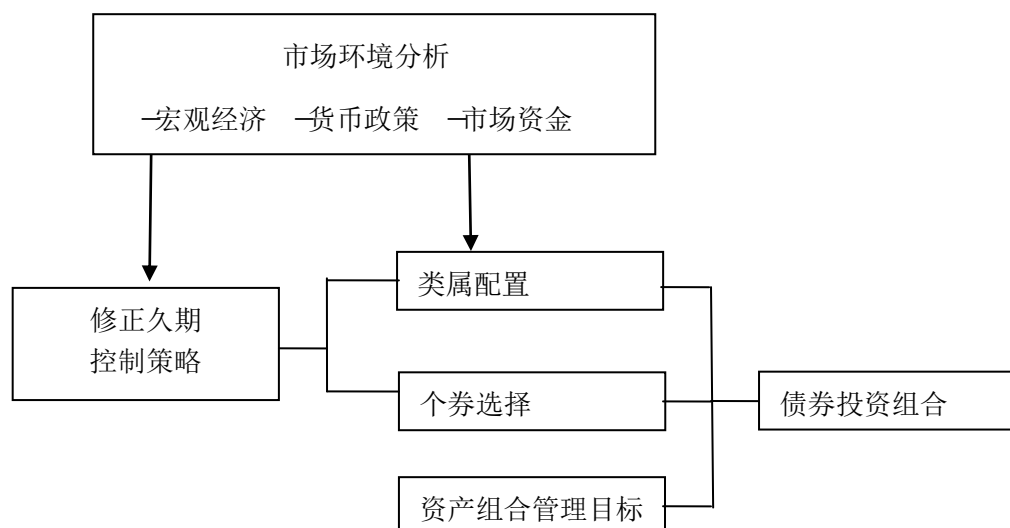 市场环境分析
–宏观经济 –货币政策 –市场资金
类属配置
修正久期
控制策略
个券选择
债券投资组合
资产组合管理目标